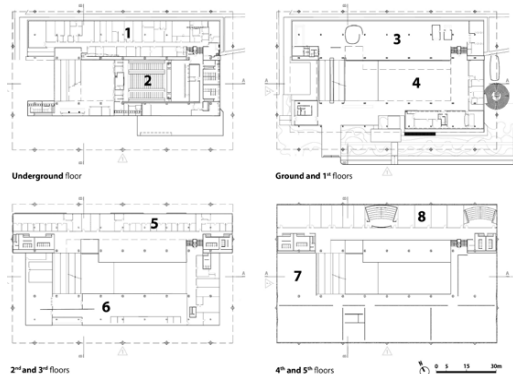 1
2
3
4
Underground floor
Ground and 1st floors
5
6
7
8
2nd and 3rd floors
4th and 5th floors
N
0 5 15 30m